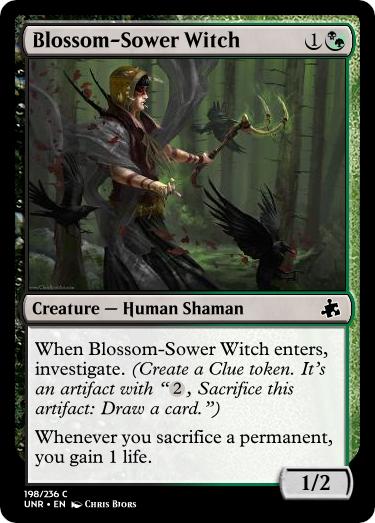 Blossom-Sower Witch 1
Creature — Human Shaman
When Blossom-Sower Witch enters,
investigate. (Create a Clue token. It's
an artifact with “2, Sacrifice this
artifact: Draw a card.”)
Whenever you sacrifice a permanent,
you gain 1 life.
1/2
198/236 C
UNR • EN Chris Biors